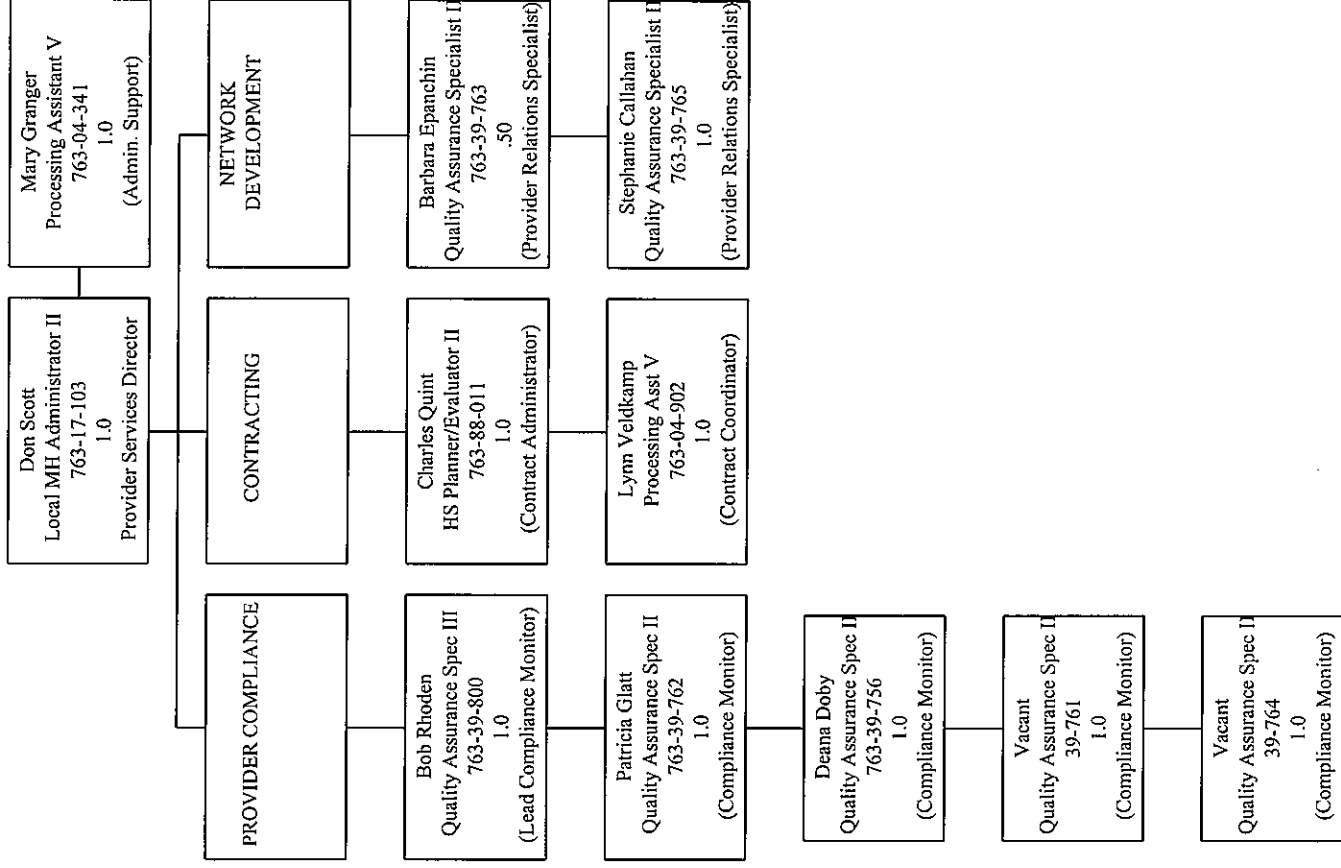 Don Scott
Local MH Administrator II
763-17-103
1.0
Provider Services Director
Mary Granger
Processing Assistant V
763-04-341
1.0
(Admin. Support)
PROVIDER COMPLIANCE
CONTRACTING
NETWORK
DEVELOPMENT
Bob Rhoden
Quality Assurance Spec III
763-39-800
1.0
(Lead Compliance Monitor)
Charles Quint
HS Planner/Evaluator II
763-88-011
1.0
(Contract Administrator)
Barbara Epanchin
Quality Assurance Specialist II
763-39-763
.50
(Provider Relations Specialist)
Patricia Glatt
Quality Assurance Spec II
763-39-762
1.0
(Compliance Monitor)
Lynn Veldkamp
Processing Asst V
763-04-902
1.0
(Contract Coordinator)
Stephanie Callahan
Quality Assurance Specialist II
763-39-765
1.0
(Provider Relations Specialist)
Deana Doby
Quality Assurance Spec II
763-39-756
1.0
(Compliance Monitor)
Vacant
Quality Assurance Spec II
39-761
1.0
(Compliance Monitor)
Vacant
Quality Assurance Spec II
39-764
1.0
(Compliance Monitor)